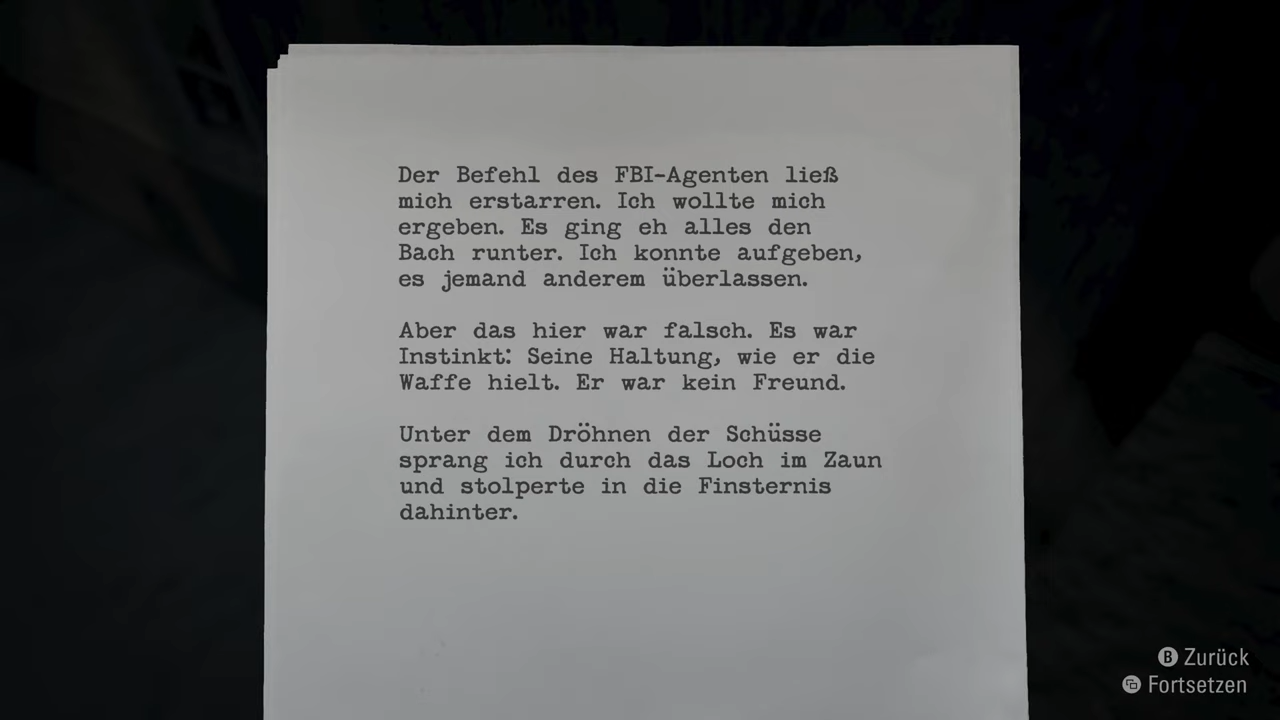 Der Befehl des FBI-Agenten ließ
mich erstarren. Ich wollte mich
ergeben. Es ging eh alles den
Bach runter. Ich konnte aufgeben,
es jemand anderem überlassen.
Aber das hier war falsch. Es war
Instinkt: Seine Haltung, wie er die
Waffe hielt. Er war kein Freund.
Unter dem Dröhnen der Schüsse
sprang ich durch das Loch im Zaun
und stolperte in die Finsternis
dahinter.
B Zurück
Fortsetzen